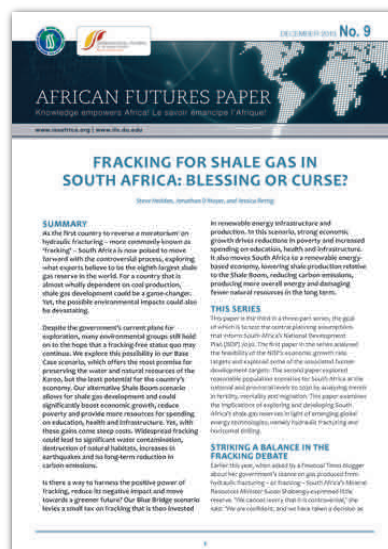 DECEMBER 2013 No. 9
AFRICAN FUTURES PAPER
Knowledge empowers Africa! Le savoir émancipe l'Afrique!
www.issafrica.org | www.ifs.du.edu
FRACKING FOR SHALE GAS IN
SOUTH AFRICA: BLESSING OR CURSE?
Steve Hedden, Jonathan D Moyer, and Jessica Rettig
SUMMARY
As the first country to reverse a moratorium on
hydraulic fracturing – more commonly known as
'fracking' – South Africa is now poised to move
forward with the controversial process, exploring
what experts believe to be the eighth largest shale
gas reserve in the world. For a country that is
almost wholly dependent on coal production,
shale gas development could be a game-changer.
Yet, the possible environmental impacts could also
be devastating.
Despite the government's current plans for
exploration, many environmental groups still hold
on to the hope that a fracking-free status quo may
continue. We explore this possibility in our Base
Case scenario, which offers the most promise for
preserving the water and natural resources of the
Karoo, but the least potential for the country's
economy. Our alternative Shale Boom scenario
allows for shale gas development and could
significantly boost economic growth, reduce
poverty and provide more resources for spending
on education, health and infrastructure. Yet, with
these gains come steep costs. Widespread fracking
could lead to significant water contamination,
destruction of natural habitats, increases in
earthquakes and no long-term reduction in
carbon emissions.
Is there a way to harness the positive power of
fracking, reduce its negative impact and move
towards a greener future? Our Blue Bridge scenario
levies a small tax on fracking that is then invested
in renewable energy infrastructure and
production. In this scenario, strong economic
growth drives reductions in poverty and increased
spending on education, health and infrastructure.
It also moves South Africa to a renewable energy-
based economy, lowering shale production relative
to the Shale Boom, reducing carbon emissions,
producing more overall energy and damaging
fewer natural resources in the long term.
THIS SERIES
This paper is the third in a three-part series, the goal
of which is to test the central planning assumptions
that inform South Africa's National Development
Plan (NDP) 2030. The first paper in the series analysed
the feasibility of the NDP's economic growth rate
targets and explored some of the associated human
development targets. The second paper explored
reasonable population scenarios for South Africa at the
national and provincial levels to 2030 by analysing trends
in fertility, mortality and migration. This paper examines
the implications of exploring and developing South
Africa's shale gas reserves in light of emerging global
energy technologies, namely hydraulic fracturing and
horizontal drilling.
STRIKING A BALANCE IN THE
FRACKING DEBATE
Earlier this year, when asked by a Financial Times blogger
about her government's stance on gas produced from
hydraulic fracturing – or fracking – South Africa's Mineral
Resources Minister Susan Shabangu expressed little
reserve. "We cannot worry that it is controversial," she
said. "We are confident, and we have taken a decision as